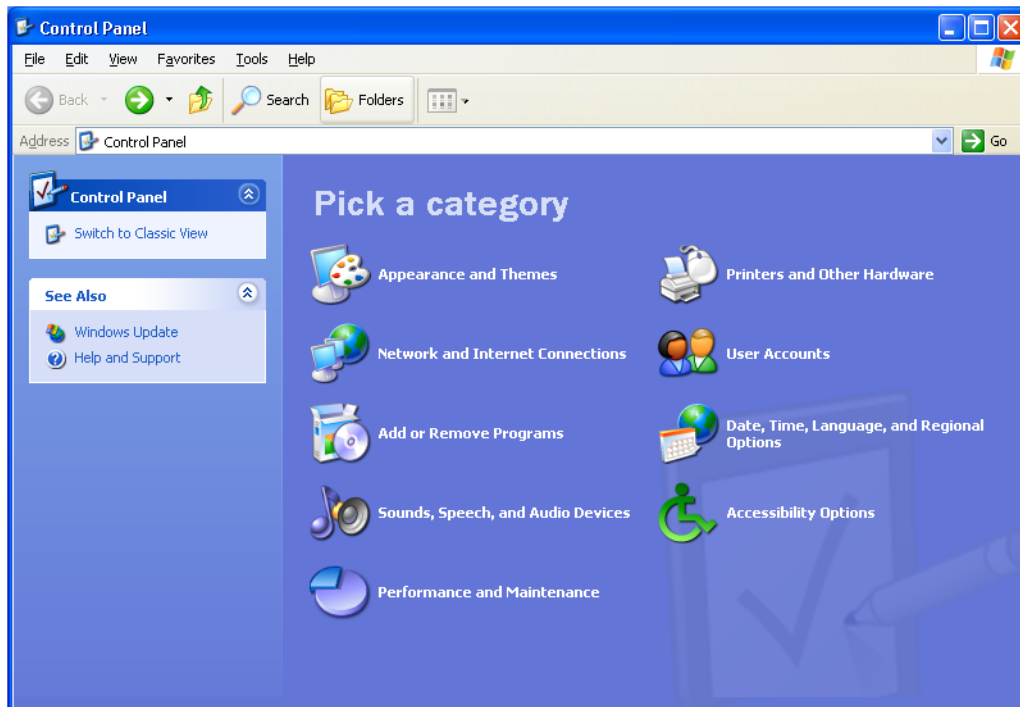 Control Panel
File Edit View Favorites Tools Help
Back Search Folders
Address Control Panel Go
Control Panel
Switch to Classic View
See Also
Windows Update
Help and Support
Pick a category
Appearance and Themes
Printers and Other Hardware
Network and Internet Connections
User Accounts
Add or Remove Programs
Date, Time, Language, and Regional
Options
Sounds, Speech, and Audio Devices
Accessibility Options
Performance and Maintenance